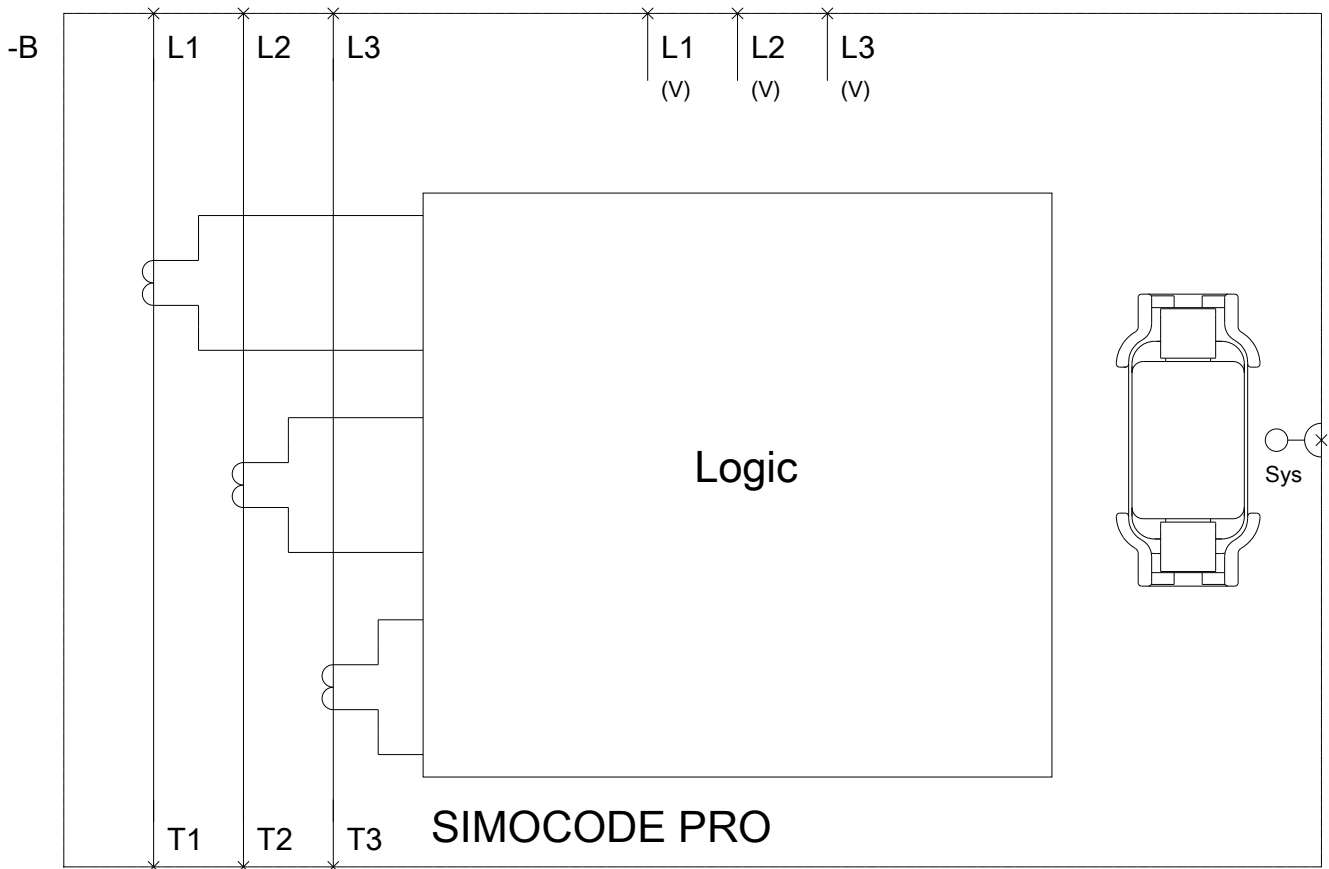 -B L1 L2 L3 L1 L2 L3
(V) (V) (V)
Logic
Sys
T1 T2 T3 SIMOCODE PRO